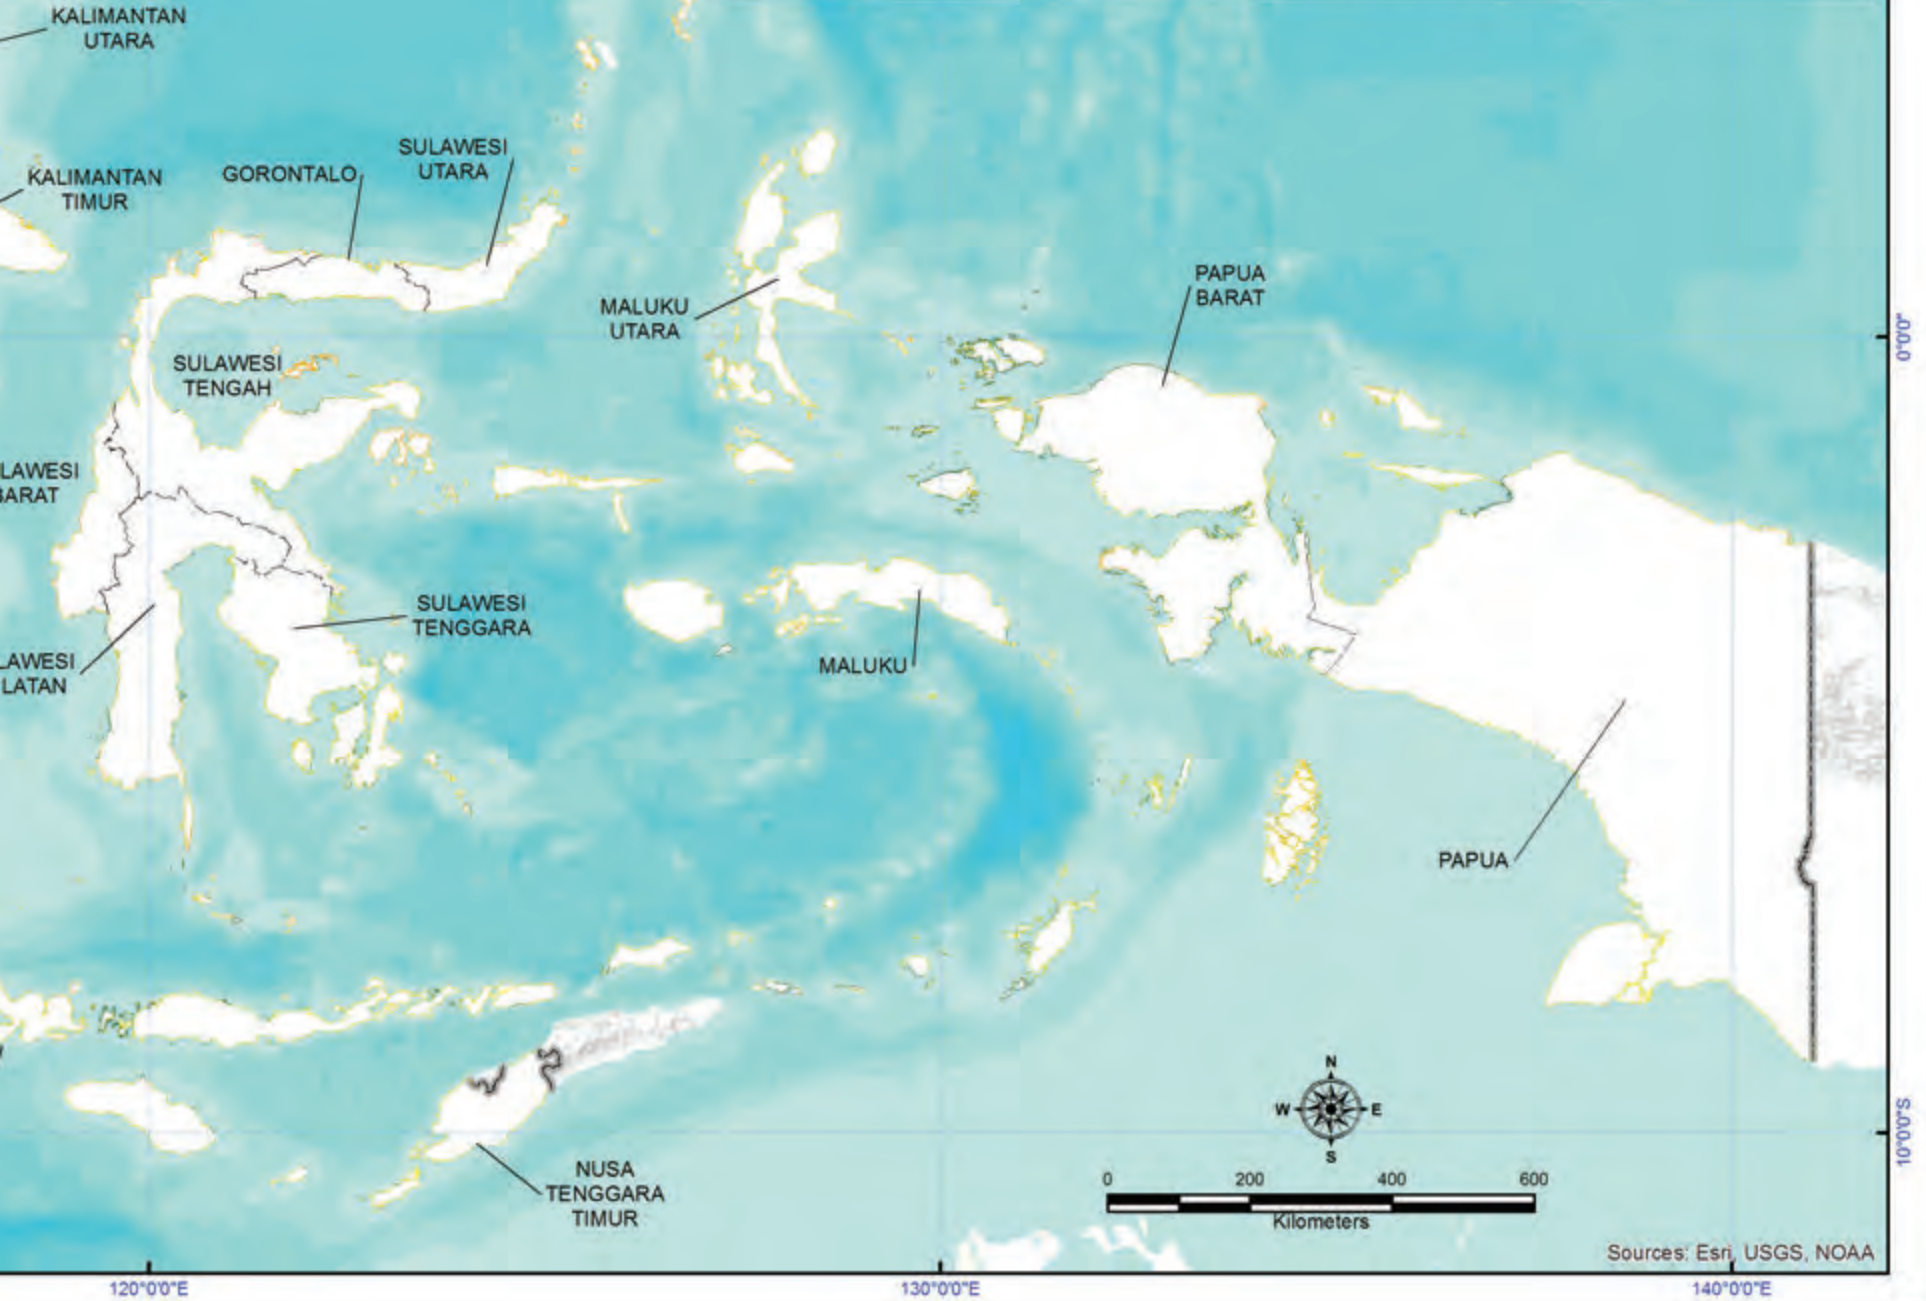 KALIMANTAN
UTARA
KALIMANTAN
TIMUR
GORONTALO
SULAWESI
UTARA
MALUKU
UTARA
PAPUA
BARAT
0°0'0"
SULAWESI
TENGAH
LAWESI
BARAT
SULAWESI
TENGGARA
LAWESI
LATAN
MALUKU
PAPUA
NUSA
TENGGARA
TIMUR
N
W E
S
0 200 400 600
Kilometers
10°0'0"S
Sources: Esri, USGS, NOAA
120°0'0"E 130°0'0"E 140°0'0"E